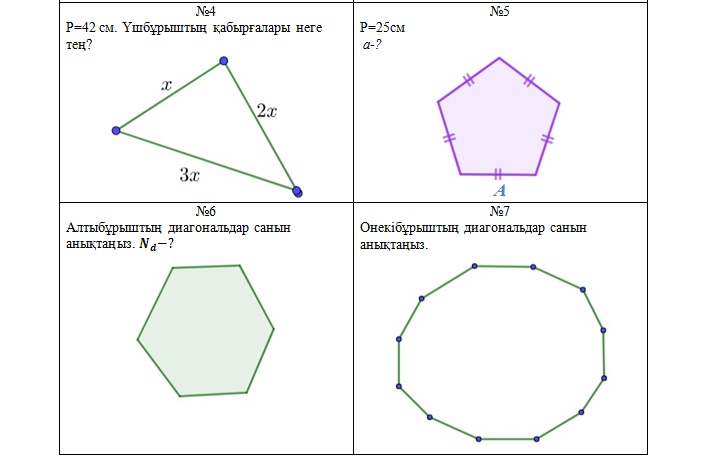 №4
P=42 см. Үшбұрыштың қабырғалары неге
тең?
x
2x
3x
№5
P=25см
a-?
A
№6
Алтыбұрыштың диагональдар санын
анықтаңыз. N_d−?
№7
Онекібұрыштың диагональдар санын
анықтаңыз.